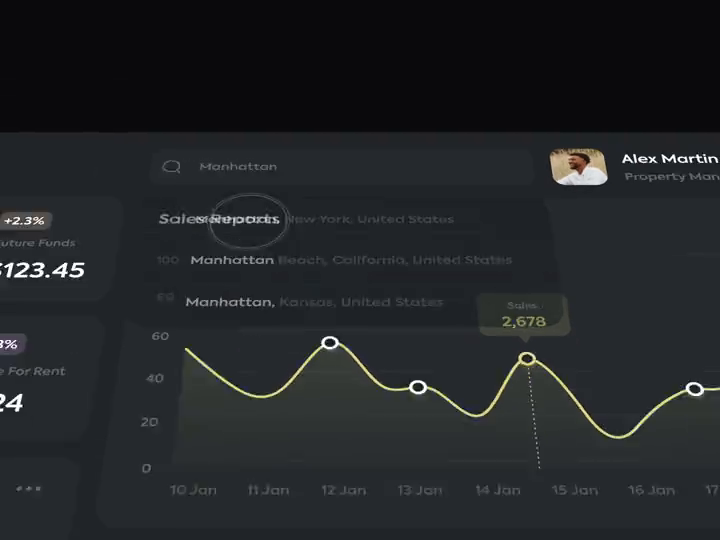 Manhattan
Alex Martin
Property Man
+2.3%
uture Funds
$123.45
Sales Reports
Manhattan, New York, United States
100
Manhattan Beach, California, United States
Manhattan, Kansas, United States
Sales
2,678
8%
e For Rent
24
60
40
20
0
10 Jan 11 Jan 12 Jan 13 Jan 14 Jan 15 Jan 16 Jan 17